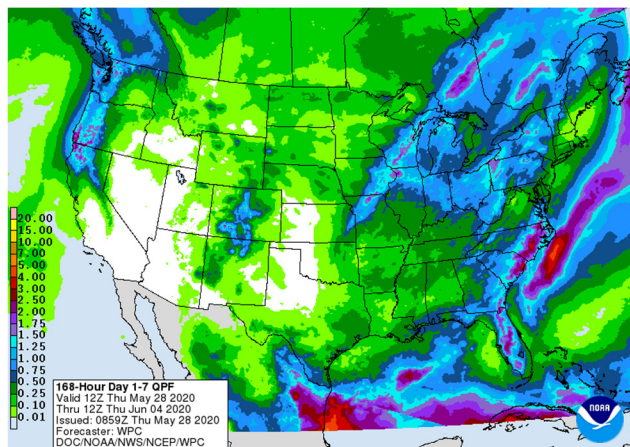 20.00
15.00
10.00
7.00
5.00
4.00
3.00
2.50
2.00
1.75
1.50
1.25
1.00
0.75
0.50
0.25
0.10
0.01
168-Hour Day 1-7 QPF
Valid 12Z Thu May 28 2020
Thru 12Z Thu Jun 04 2020
Issued: 0859Z Thu May 28 2020
Forecaster: WPC
DOC/NOAA/NWS/NCEP/WPC
NOAA